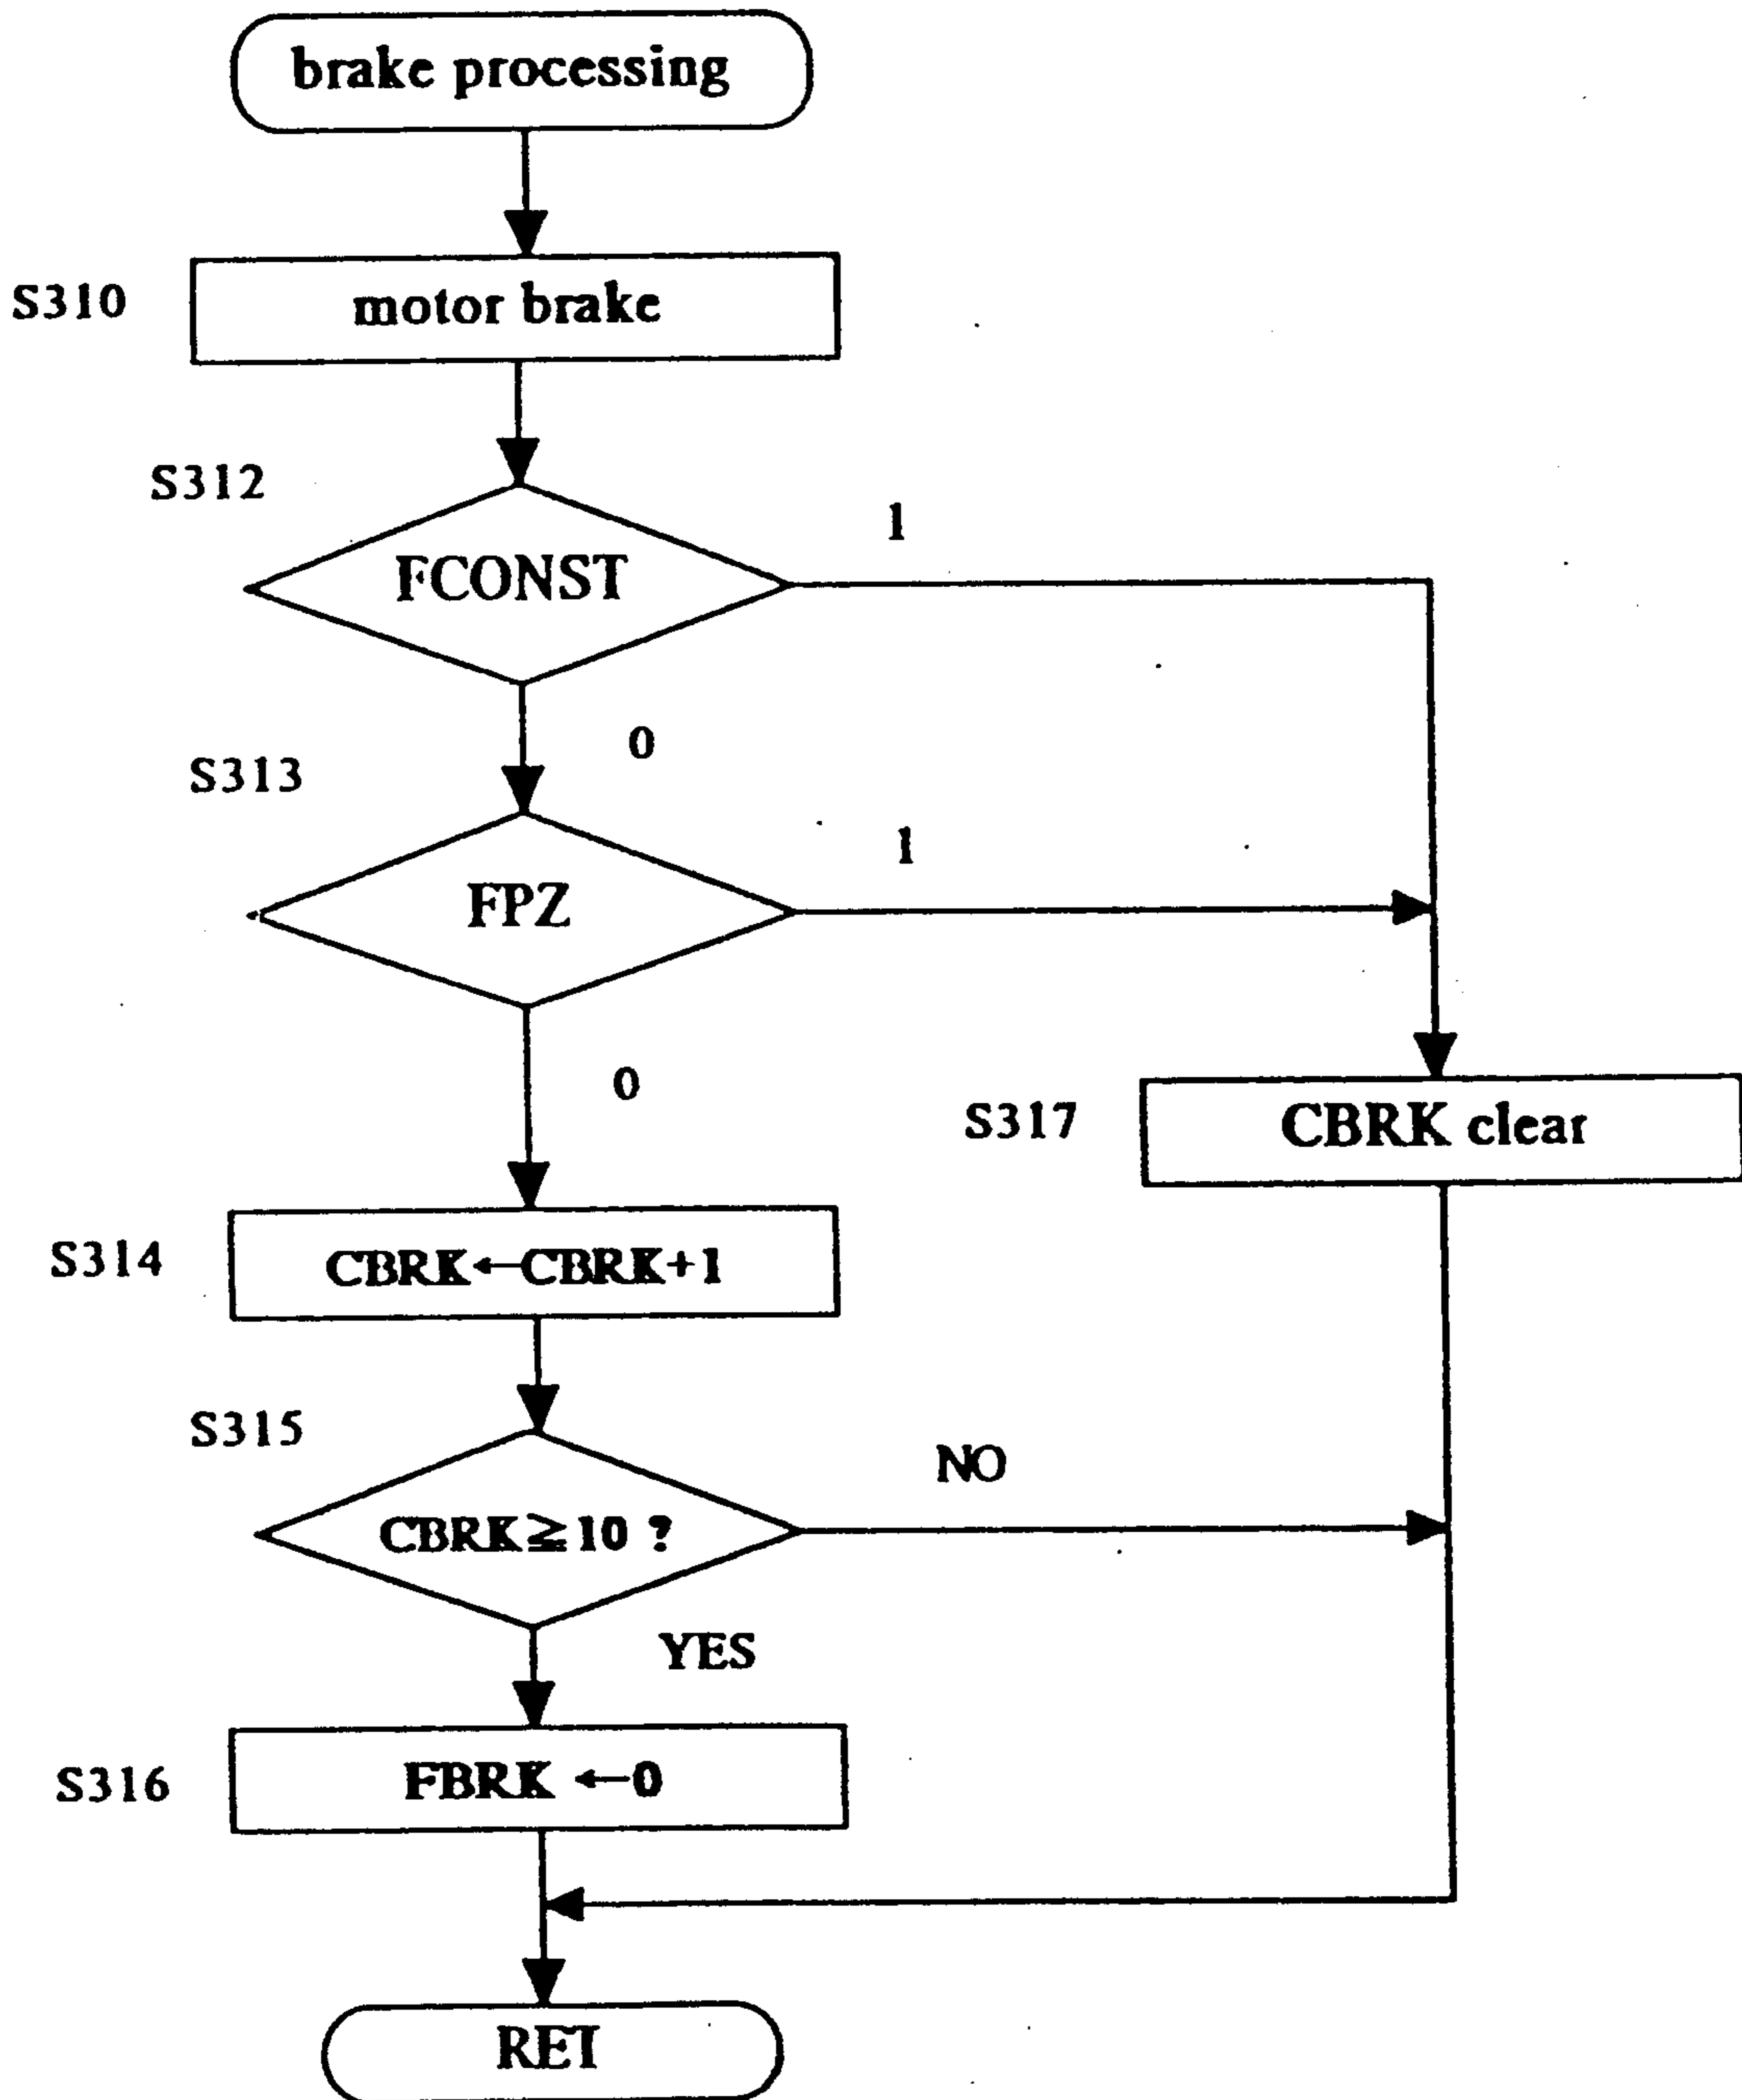 brake processing
S310
motor brake
S312
FCONST
1
0
S313
FPZ
1
0
S317
CBRK clear
S314
CBRK←CBRK+1
S315
CBRK≧10 ?
NO
YES
S316
FBRK ←0
RET